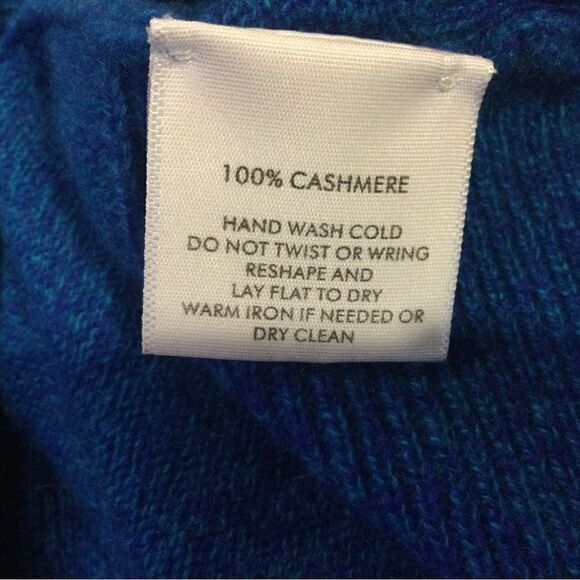 100% CASHMERE
HAND WASH COLD
DO NOT TWIST OR WRING
RESHAPE AND
LAY FLAT TO DRY
WARM IRON IF NEEDED OR
DRY CLEAN